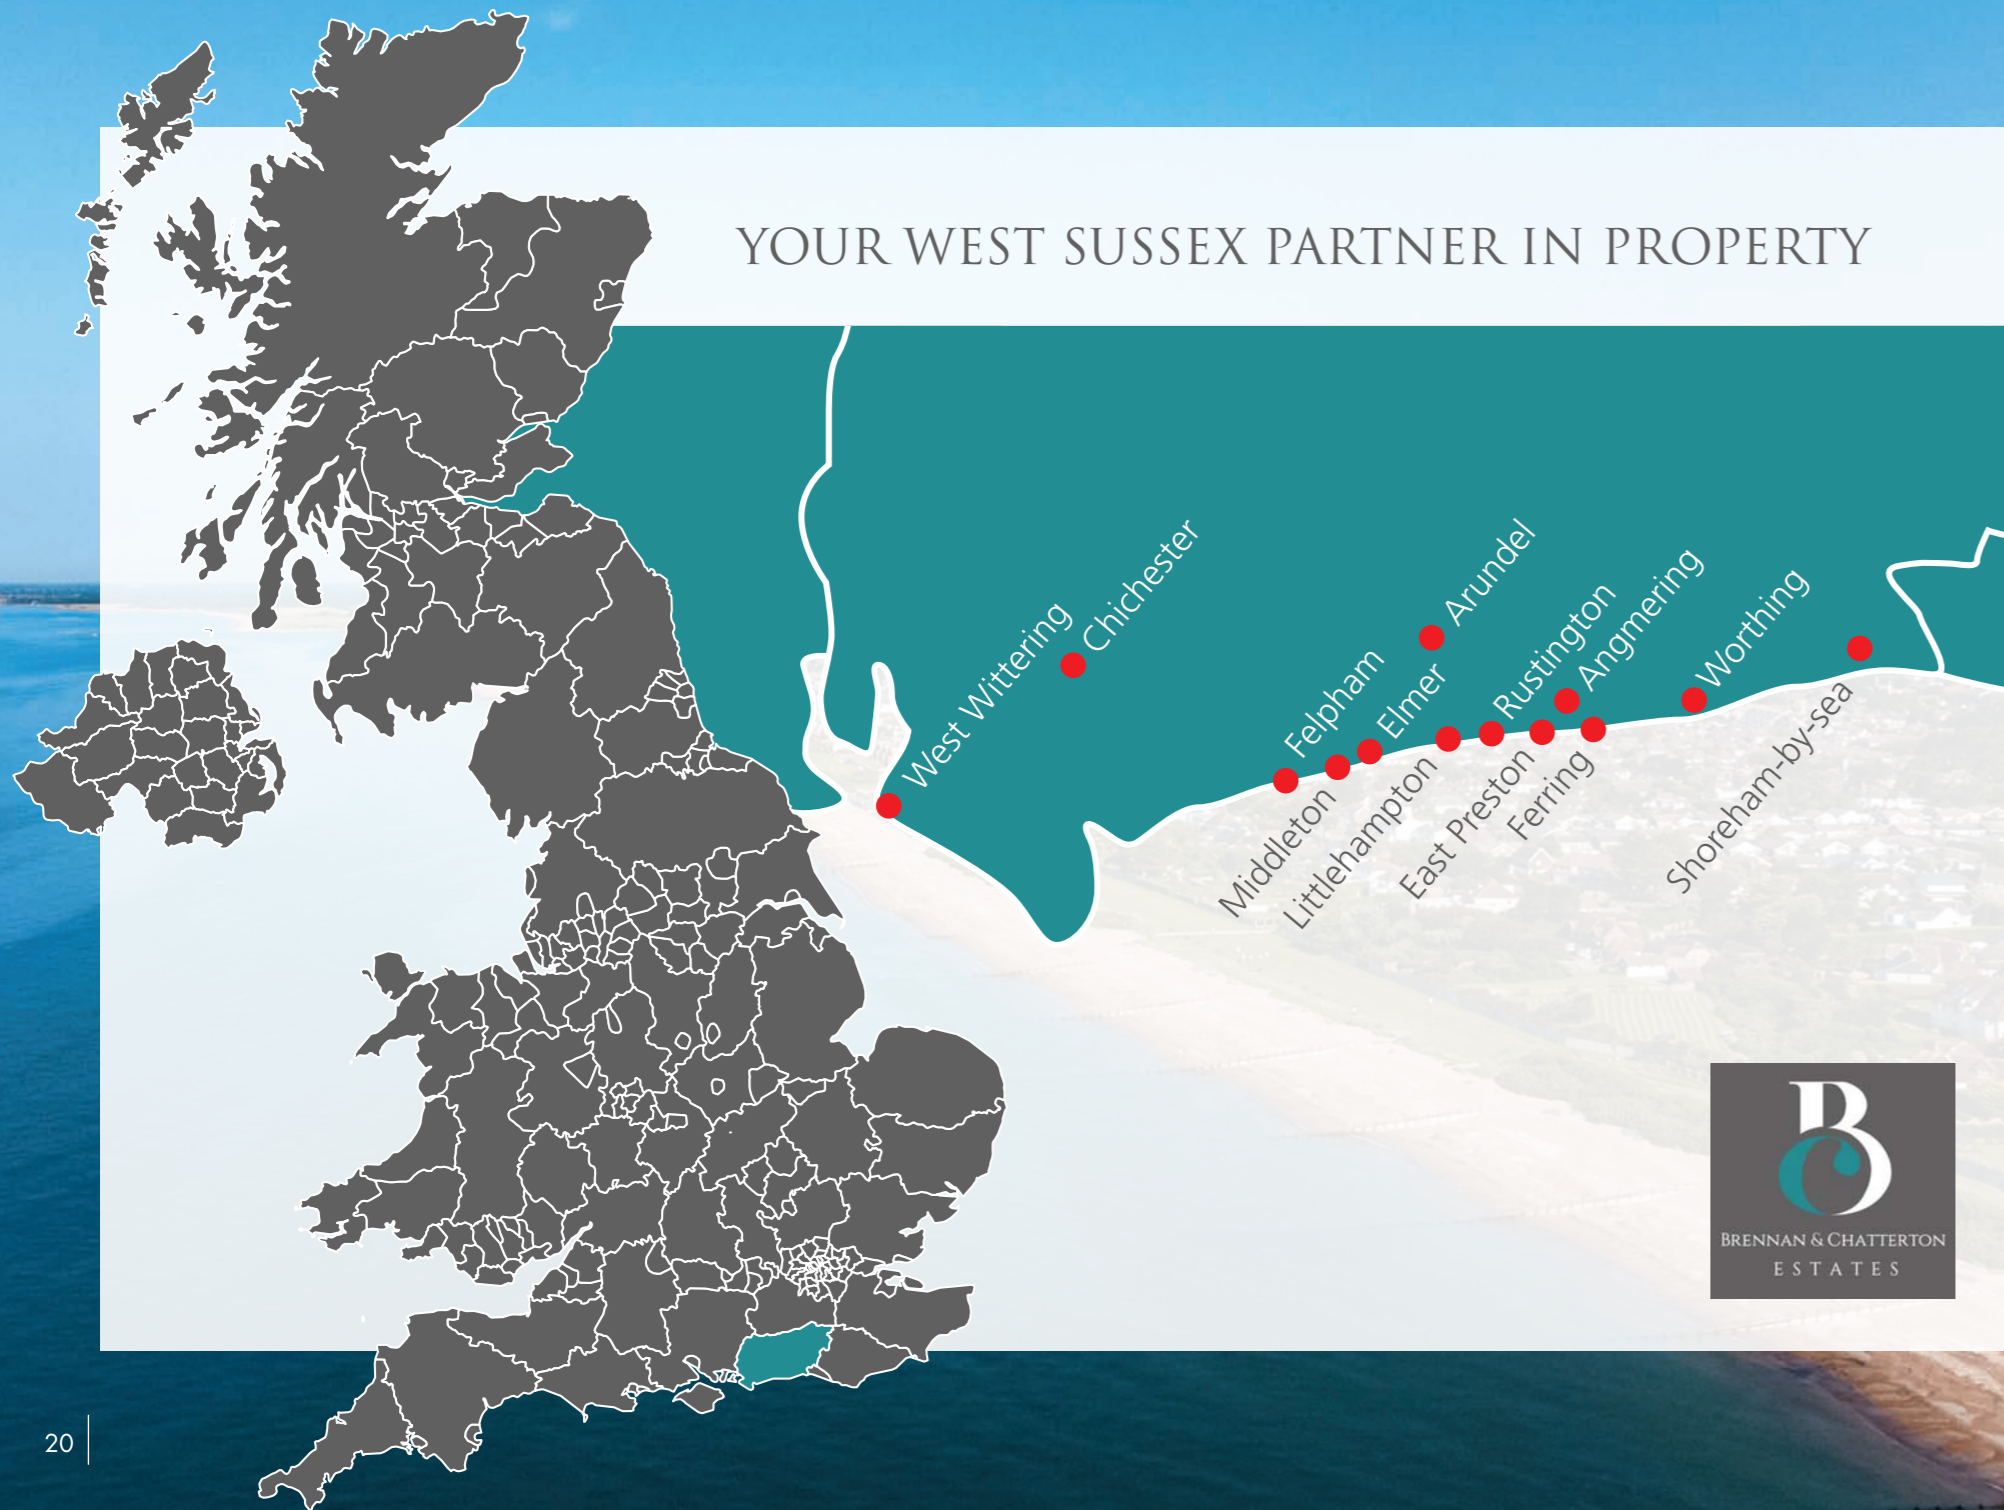 YOUR WEST SUSSEX PARTNER IN PROPERTY
West Wittering
Chichester
Felpham
Middleton
Elmer
Arundel
Littlehampton
Rustington
East Preston
Angmering
Ferring
Worthing
Shoreham-by-sea
BC
BRENNAN & CHATTERTON
ESTATES
20